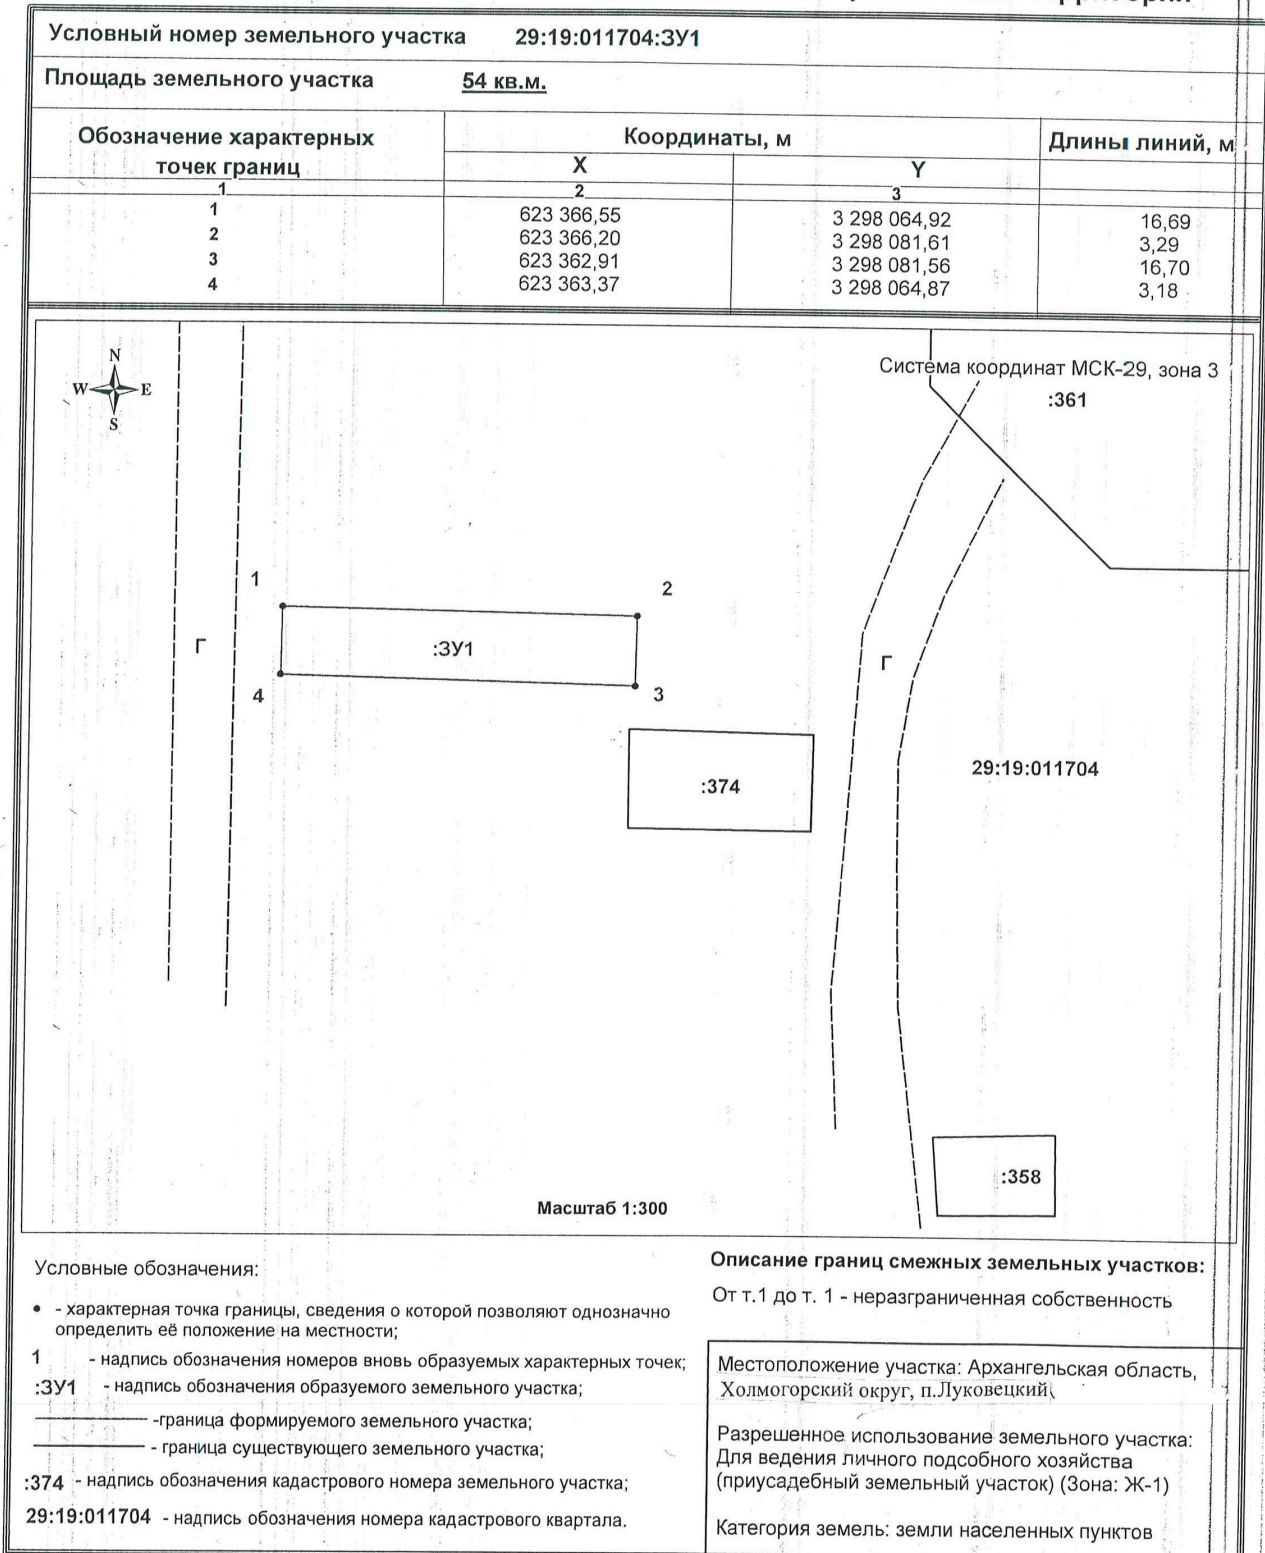 Условный номер земельного участка 29:19:011704:ЗУ1
Площадь земельного участка 54 кв.м.
Обозначение характерных точек границ
Координаты, м
Длины линий, м
X Y
1 2 3
1 623 366,55 3 298 064,92 16,69
2 623 366,20 3 298 081,61 3,29
3 623 362,91 3 298 081,56 16,70
4 623 363,37 3 298 064,87 3,18
N
W E
S
Система координат МСК-29, зона 3
:361
1
2
Г
:ЗУ1
Г
4
3
:374
29:19:011704
:358
Масштаб 1:300
Условные обозначения:
• - характерная точка границы, сведения о которой позволяют однозначно
определить её положение на местности;
1 - надпись обозначения номеров вновь образуемых характерных точек;
:ЗУ1 - надпись обозначения образуемого земельного участка;
-граница формируемого земельного участка;
- граница существующего земельного участка;
:374 - надпись обозначения кадастрового номера земельного участка;
29:19:011704 - надпись обозначения номера кадастрового квартала.
Описание границ смежных земельных участков:
От т.1 до т. 1 - неразграниченная собственность
Местоположение участка: Архангельская область,
Холмогорский округ, п.Луковецкий
Разрешенное использование земельного участка:
Для ведения личного подсобного хозяйства
(приусадебный земельный участок) (Зона: Ж-1)
Категория земель: земли населенных пунктов